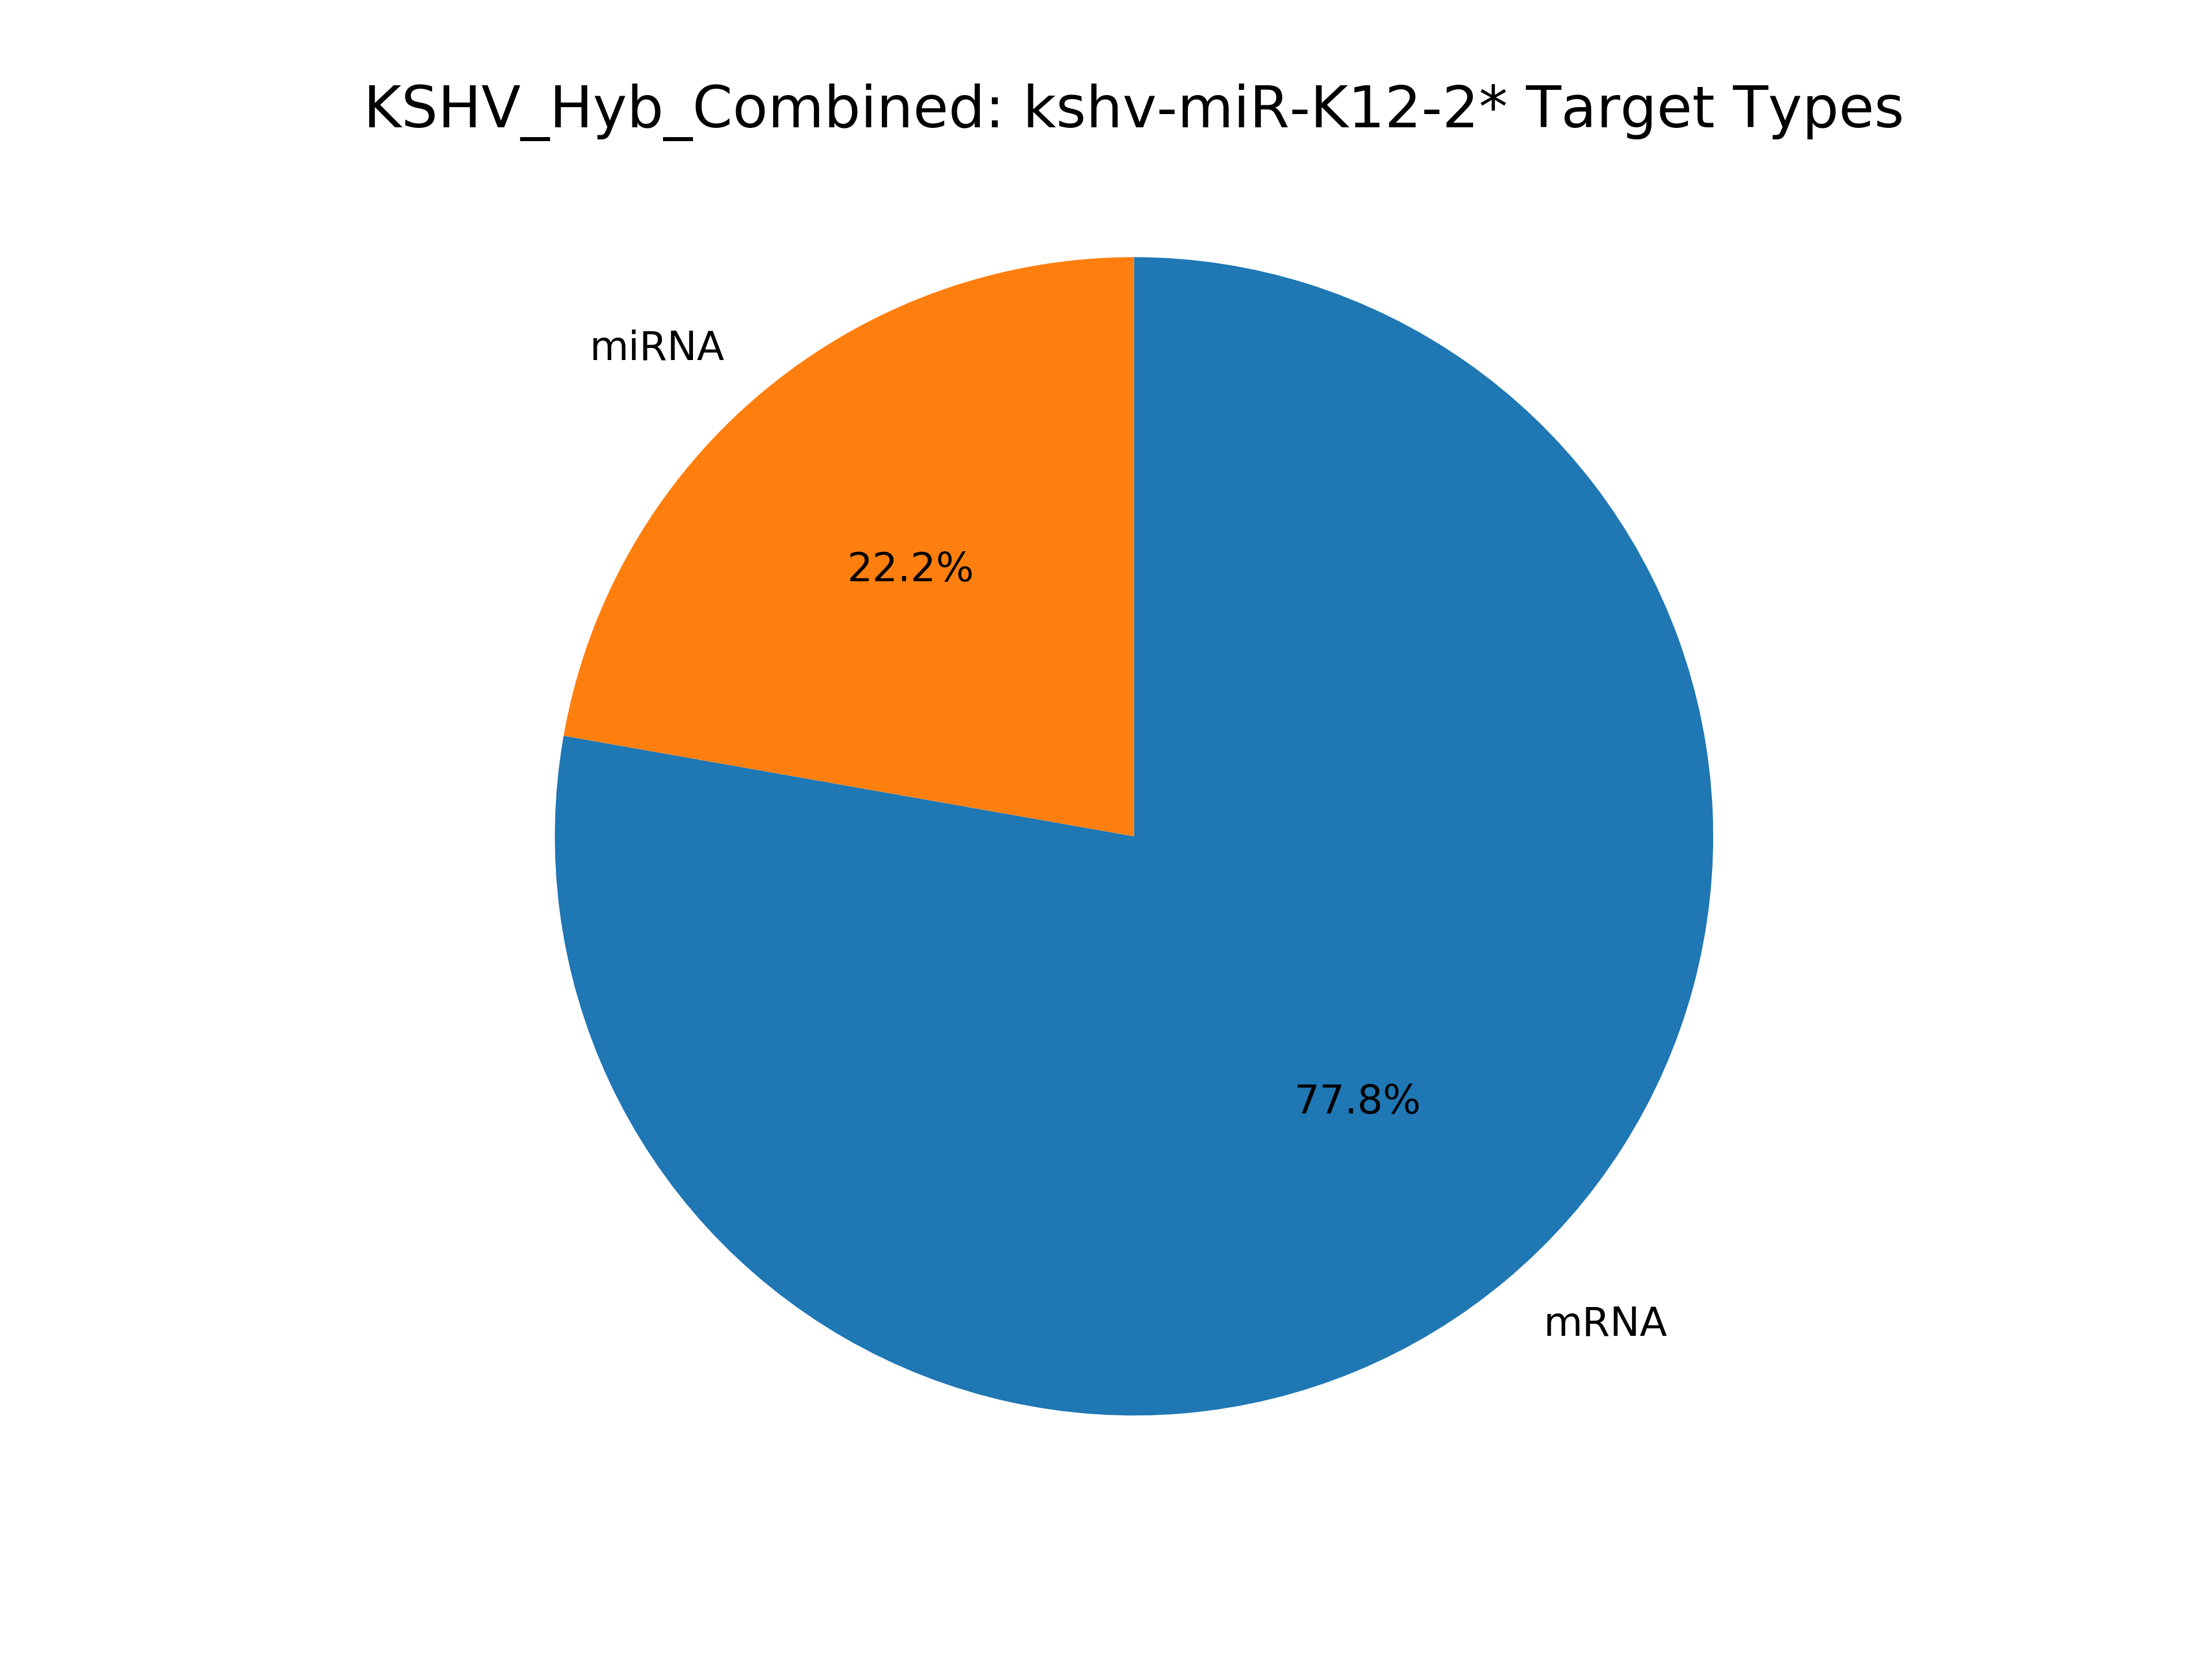 KSHV_Hyb_Combined: kshv-miR-K12-2* Target Types
miRNA
22.2%
77.8%
mRNA